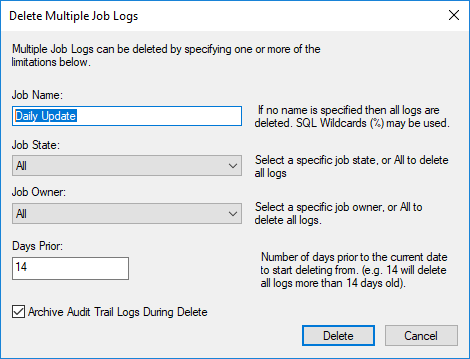 Delete Multiple Job Logs
Multiple Job Logs can be deleted by specifying one or more of the
limitations below.
Job Name:
Daily Update
If no name is specified then all logs are
deleted. SQL Wildcards (%) may be used.
Job State:
All
Select a specific job state, or All to delete
all logs
Job Owner:
All
Select a specific job owner, or All to
delete all logs.
Days Prior:
14
Number of days prior to the current date
to start deleting from. (e.g. 14 will delete
all logs more than 14 days old).
Archive Audit Trail Logs During Delete
Delete
Cancel